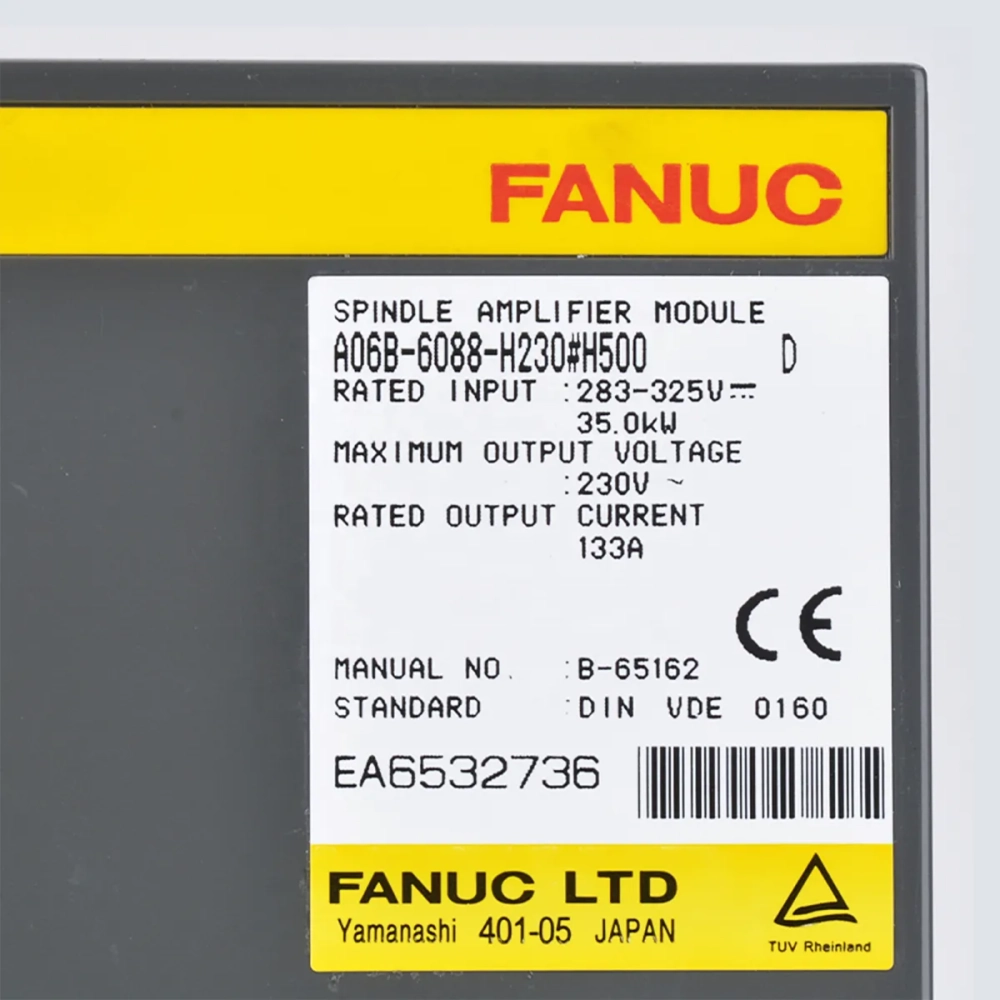 FANUC
SPINDLE AMPLIFIER MODULE
A06B-6088-H230#H500 D
RATED INPUT :283-325V⎓
35.0kW
MAXIMUM OUTPUT VOLTAGE
:230V ~
RATED OUTPUT CURRENT
133A
CE
MANUAL NO. :B-65162
STANDARD :DIN VDE 0160
EA6532736
FANUC LTD
Yamanashi 401-05 JAPAN
TUV Rheinland